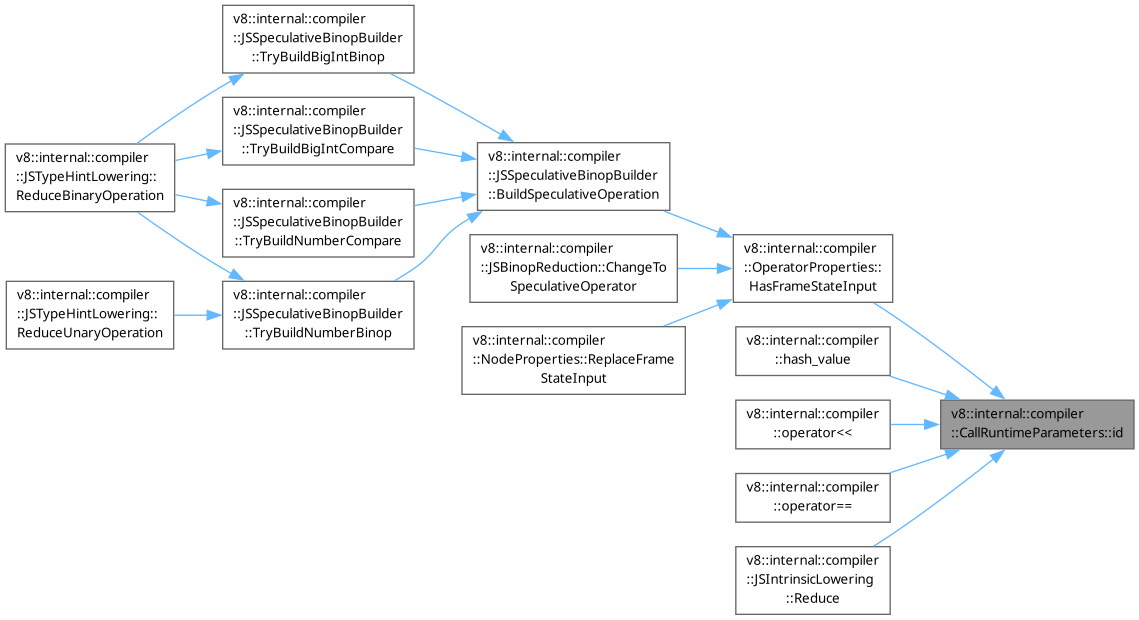 v8::internal::compiler
::JSSpeculativeBinopBuilder
::TryBuildBigIntBinop
v8::internal::compiler
::JSSpeculativeBinopBuilder
::TryBuildBigIntCompare
v8::internal::compiler
::JSTypeHintLowering::
ReduceBinaryOperation
v8::internal::compiler
::JSSpeculativeBinopBuilder
::BuildSpeculativeOperation
v8::internal::compiler
::JSSpeculativeBinopBuilder
::TryBuildNumberCompare
v8::internal::compiler
::JSBinopReduction::ChangeTo
SpeculativeOperator
v8::internal::compiler
::OperatorProperties::
HasFrameStateInput
v8::internal::compiler
::JSTypeHintLowering::
ReduceUnaryOperation
v8::internal::compiler
::JSSpeculativeBinopBuilder
::TryBuildNumberBinop
v8::internal::compiler
::NodeProperties::ReplaceFrame
StateInput
v8::internal::compiler
::hash_value
v8::internal::compiler
::operator<<
v8::internal::compiler
::CallRuntimeParameters::id
v8::internal::compiler
::operator==
v8::internal::compiler
::JSIntrinsicLowering
::Reduce